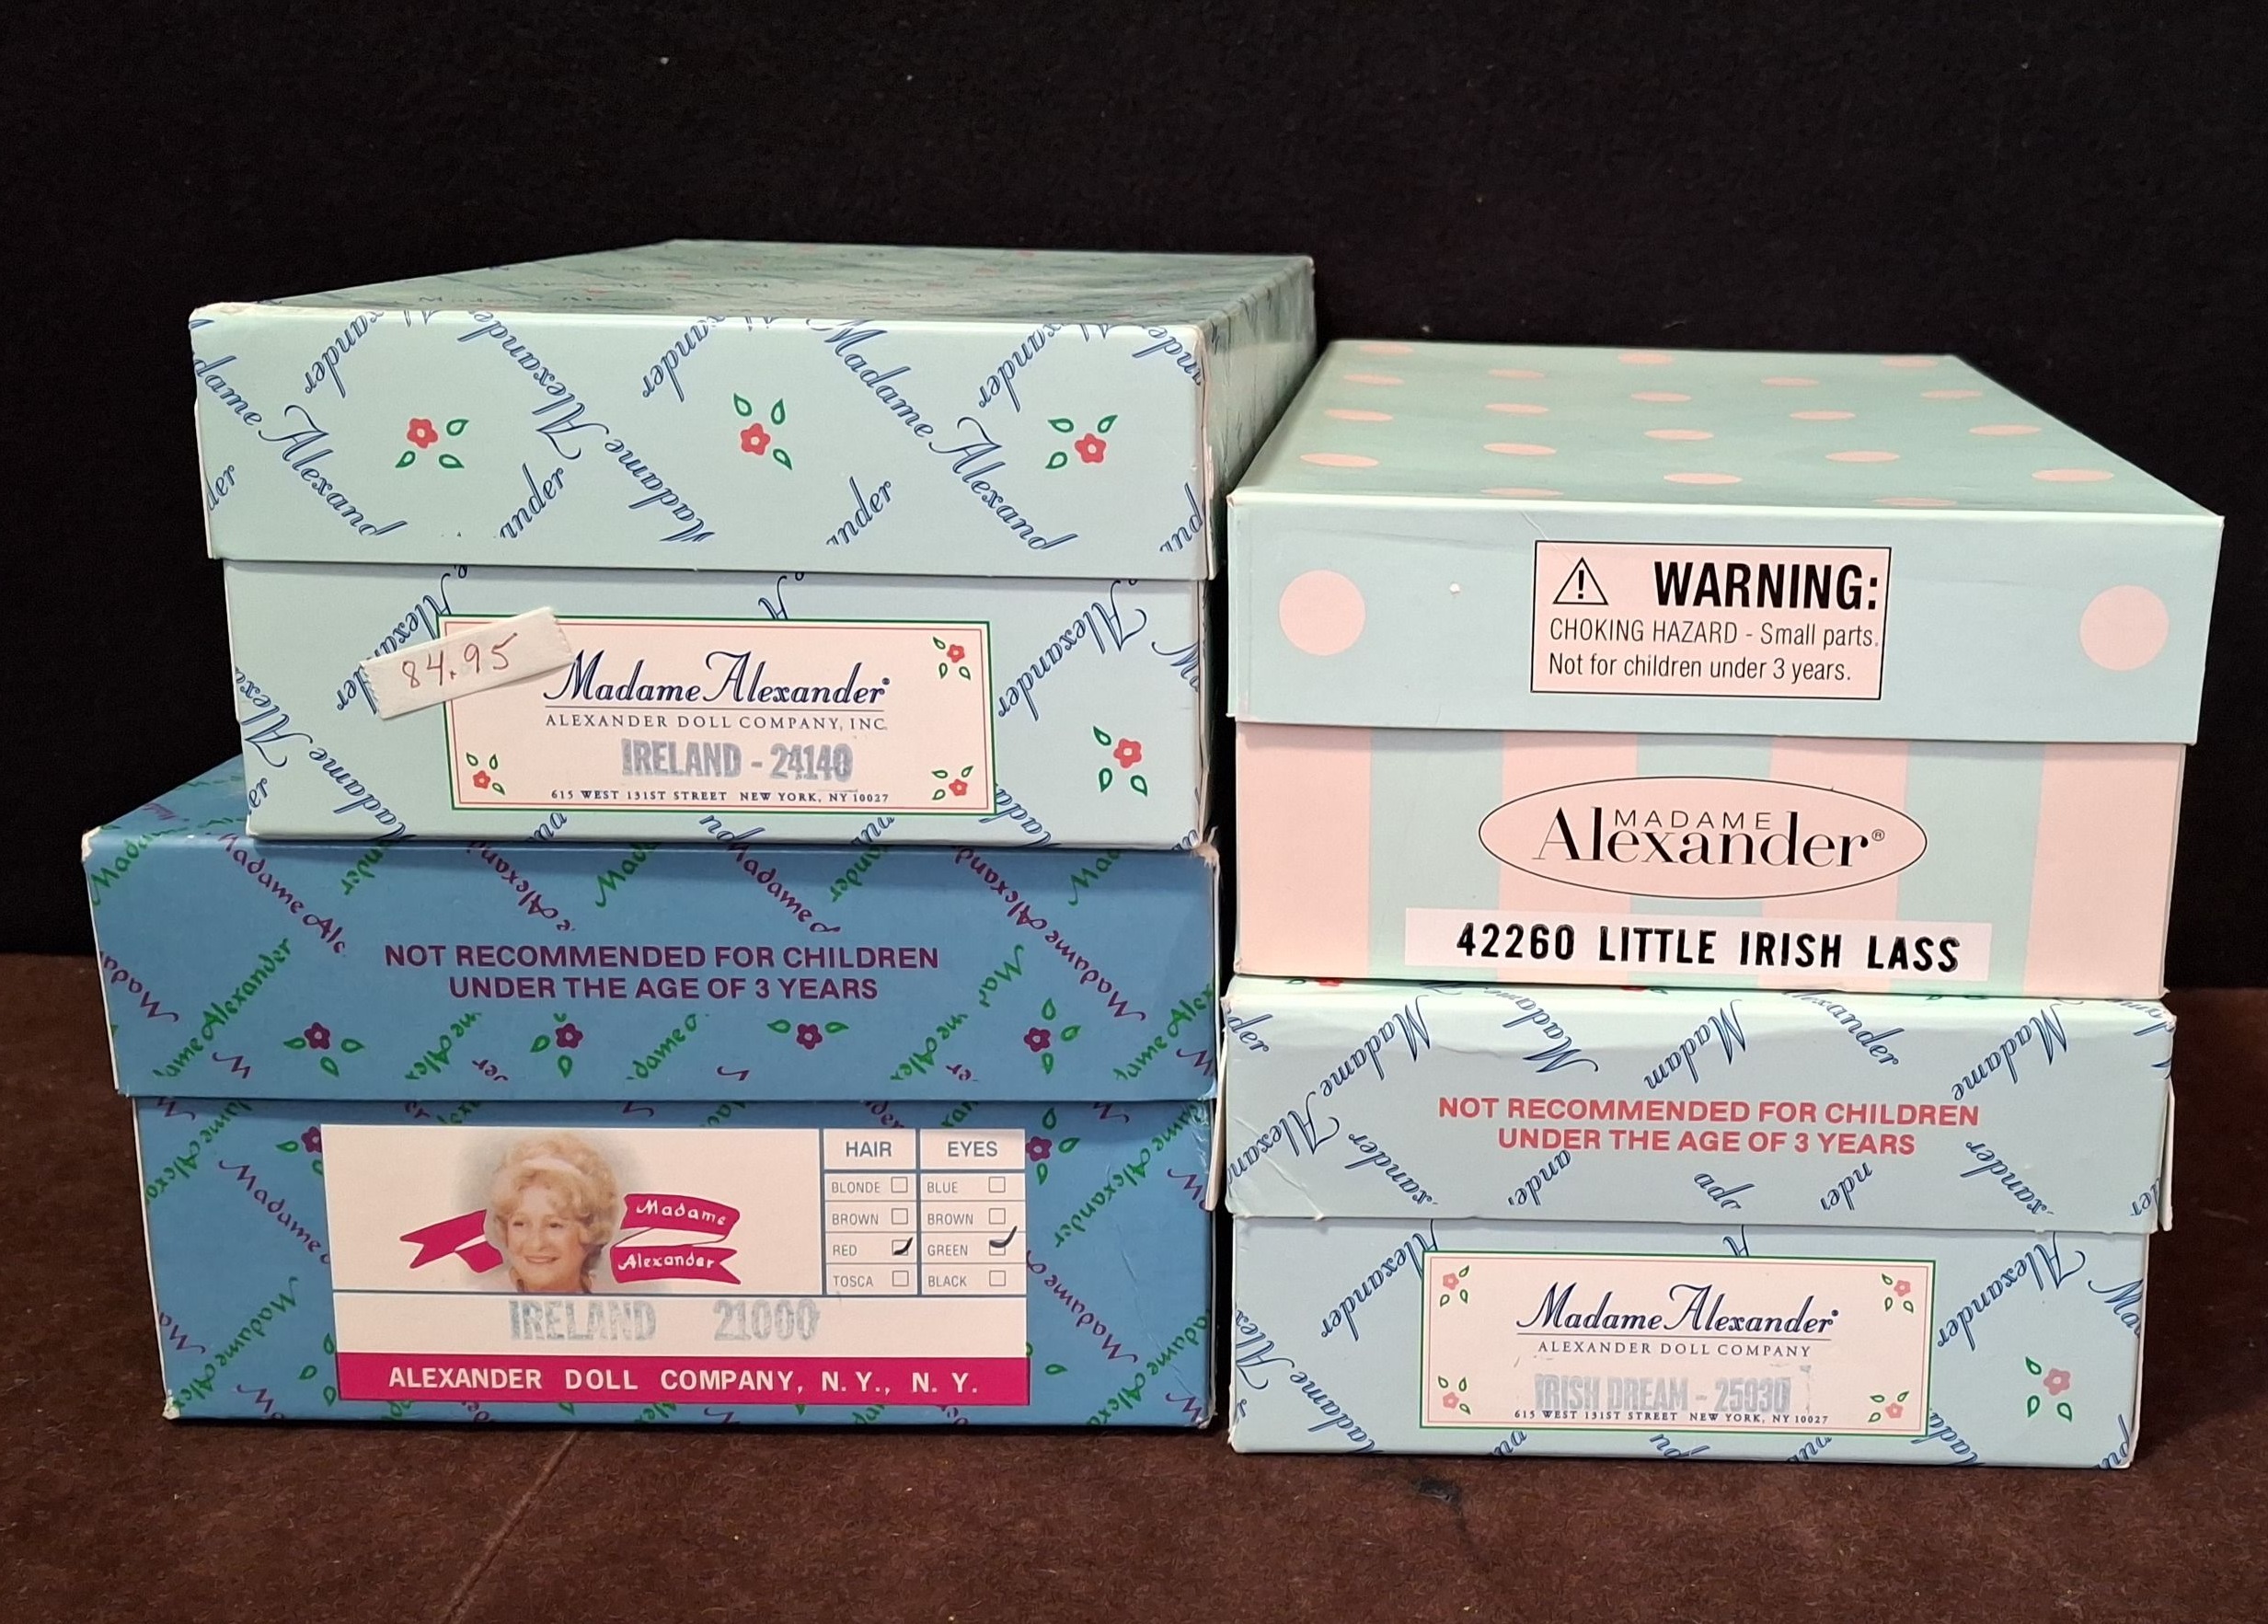 84.95
Madame Alexander®
ALEXANDER DOLL COMPANY, INC.
IRELAND - 24140
615 WEST 131ST STREET NEW YORK, NY 10027
NOT RECOMMENDED FOR CHILDREN
UNDER THE AGE OF 3 YEARS
Madame
Alexander
HAIR EYES
BLONDE BLUE
BROWN BROWN
RED GREEN
TOSCA BLACK
IRELAND 21000
ALEXANDER DOLL COMPANY, N.Y., N.Y.
WARNING:
CHOKING HAZARD - Small parts.
Not for children under 3 years.
MADAME
Alexander®
42260 LITTLE IRISH LASS
NOT RECOMMENDED FOR CHILDREN
UNDER THE AGE OF 3 YEARS
Madame Alexander®
ALEXANDER DOLL COMPANY
IRISH DREAM - 25930
615 WEST 131ST STREET NEW YORK, NY 10027